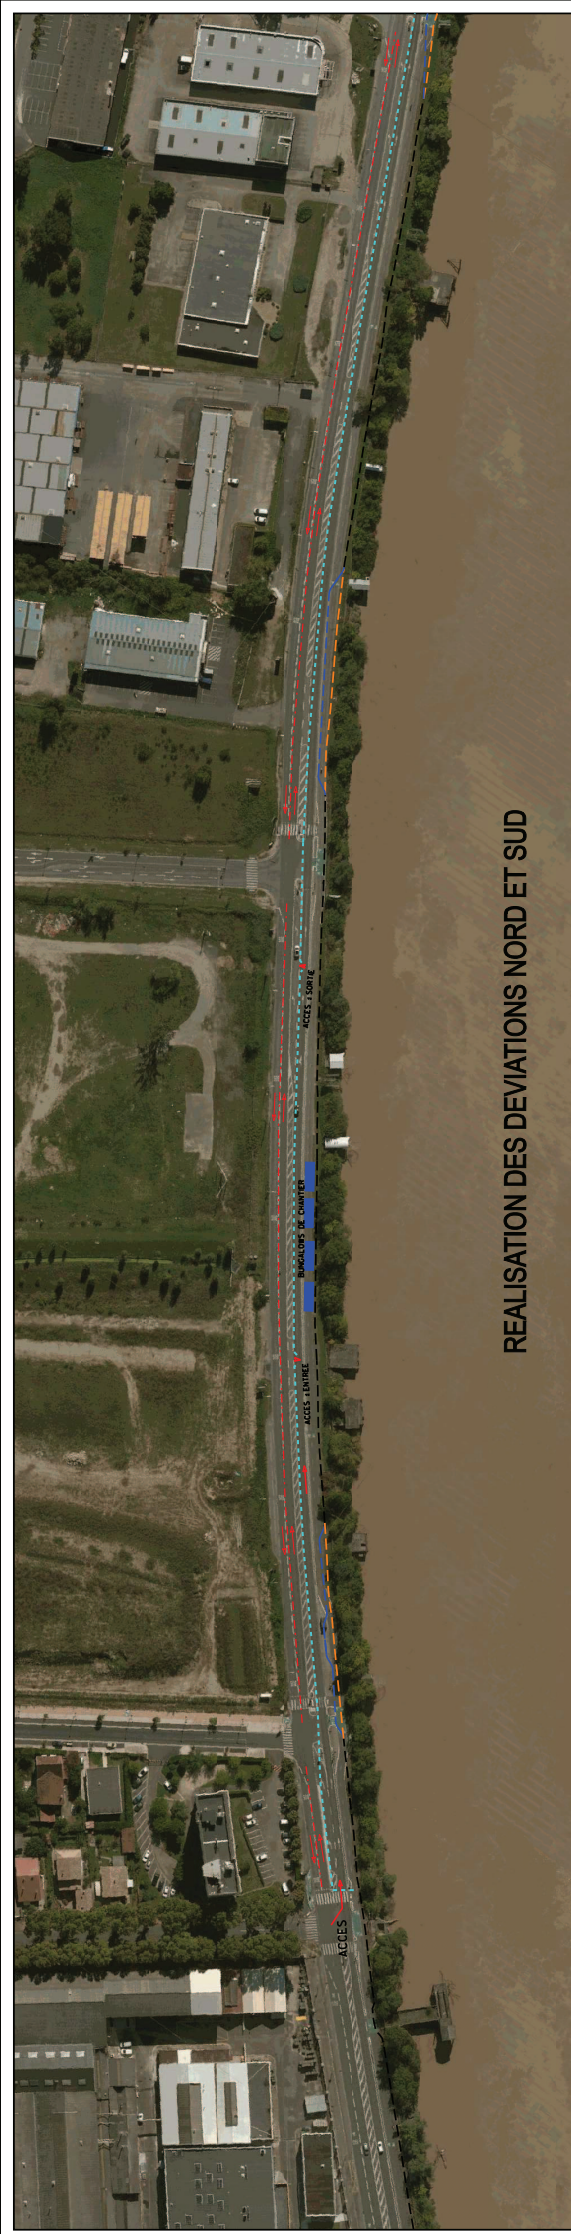 REALISATION DES DEVIATIONS NORD ET SUD
ACCES : SORTIE
BUNGALOWS DE CHANTIER
ACCES : ENTREE
ACCES